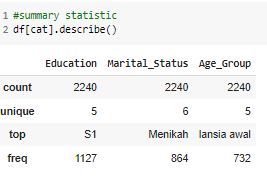 1 #summary statistic
2 df[cat].describe()
Education Marital_Status Age_Group
count 2240 2240 2240
unique 5 6 5
top S1 Menikah lansia awal
freq 1127 864 732